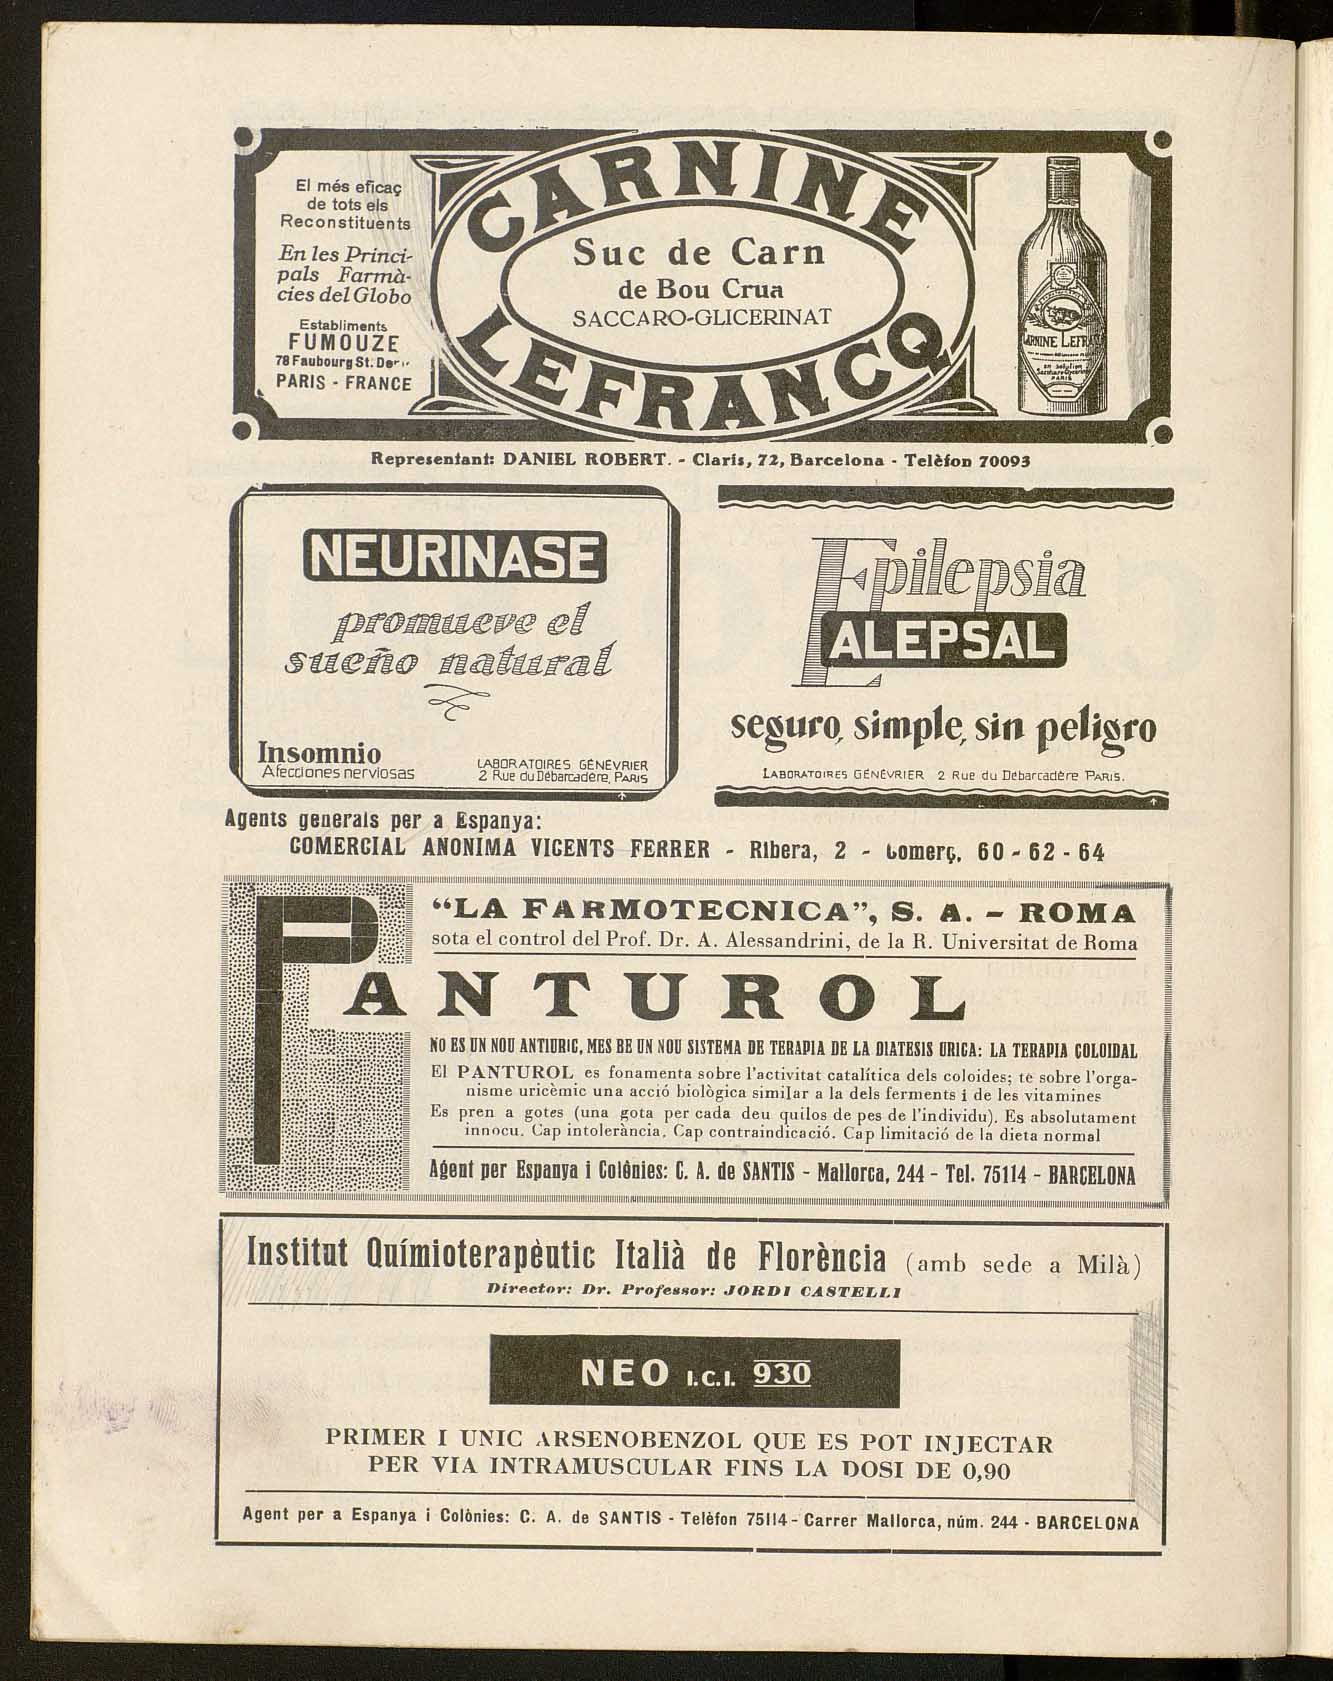 El més eficaç
de tots els
Reconstituents
En les Princi-
pals Farmà-
cies del Globo
Establiments
FUMOUZE
78 Faubourg St.
PARIS - FRANCE
CARNINE
Suc de Carn
de Bou Crua
SACCARO-GLICERINAT
LEFRANCQ
Representant: DANIEL ROBERT. - Claris, 72, Barcelona - Telèfon 70093
NEURINASE
promueve el
sueño natural
Insomnio
Afecciones nerviosas
LABORATOIRES GÉNÉVRIER
2 Rue du Débarcadère, PARIS
Epilepsia
ALEPSAL
seguro, simple, sin peligro
LABORATOIRES GÉNÉVRIER 2 Rue du Débarcadère PARIS.
Agents generals per a Espanya:
COMERCIAL ANONIMA VICENTS FERRER - Ribera, 2 - Comerç, 60-62-64
"LA FARMOTECNICA", S. A. - ROMA
sota el control del Prof. Dr. A. Alessandrini, de la R. Universitat de Roma
PANTUROL
NO ES UN NOU ANTIURIC, MES BE UN NOU SISTEMA DE TERAPIA DE LA DIATESIS URICA: LA TERAPIA COLOIDAL
El PANTUROL es fonamenta sobre l'activitat catalítica dels coloides; té sobre l'orga-
nisme uricèmic una acció biològica similar a la dels ferments i de les vitamines
Es pren a gotes (una gota per cada deu quilos de pes de l'individu). Es absolutament
innocu. Cap intolerància. Cap contraindicació. Cap limitació de la dieta normal
Agent per Espanya i Colònies: C. A. de SANTIS - Mallorca, 244 - Tel. 75114 - BARCELONA
Institut Químioterapèutic Italià de Florència (amb sede a Milà)
Director: Dr. Professor: JORDI CASTELLI
NEO I.C.I. 930
PRIMER I UNIC ARSENOBENZOL QUE ES POT INJECTAR
PER VIA INTRAMUSCULAR FINS LA DOSI DE 0,90
Agent per a Espanya i Colònies: C. A. de SANTIS - Telèfon 75114 - Carrer Mallorca, núm. 244 - BARCELONA